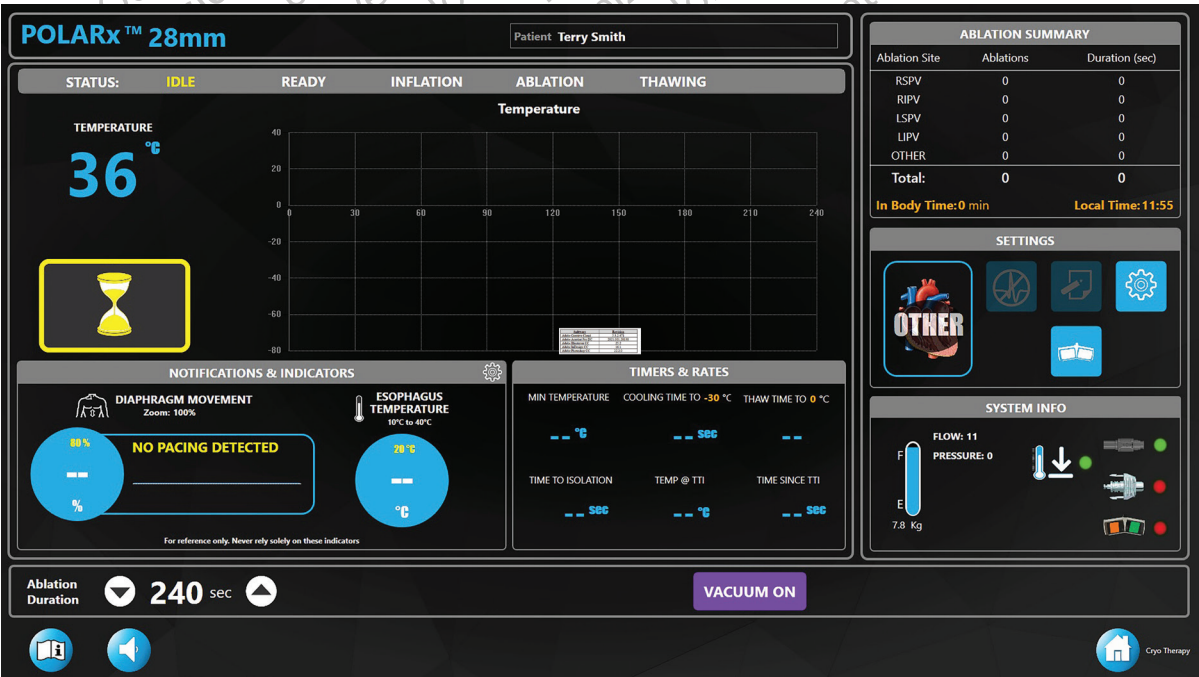 POLARx™ 28mm
Patient Terry Smith
STATUS: IDLE READY INFLATION ABLATION THAWING
TEMPERATURE
36 °C
Temperature
40
20
0
0 30 60 90 120 150 180 210 240
-20
-40
-60
-80
NOTIFICATIONS & INDICATORS
DIAPHRAGM MOVEMENT
Zoom: 100%
80 %
--
%
NO PACING DETECTED
ESOPHAGUS
TEMPERATURE
10°C to 40°C
20 °C
--
°C
For reference only. Never rely solely on these indicators
TIMERS & RATES
MIN TEMPERATURE COOLING TIME TO -30 °C THAW TIME TO 0 °C
-- °C -- sec --
TIME TO ISOLATION TEMP @ TTI TIME SINCE TTI
-- sec -- °C -- sec
ABLATION SUMMARY
Ablation Site Ablations Duration (sec)
RSPV 0 0
RIPV 0 0
LSPV 0 0
LIPV 0 0
OTHER 0 0
Total: 0 0
In Body Time: 0 min Local Time: 11:55
SETTINGS
OTHER
SYSTEM INFO
FLOW: 11
PRESSURE: 0
F
E
7.8 Kg
Ablation
Duration
240 sec
VACUUM ON
Cryo Therapy